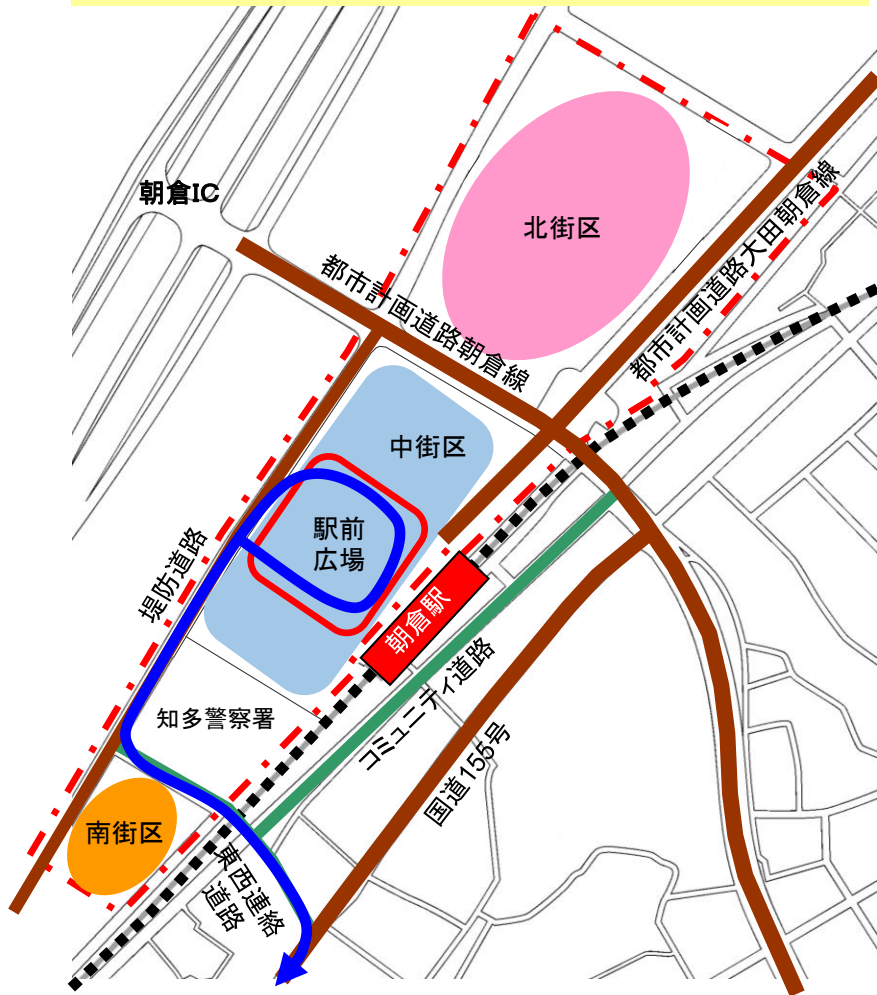 朝倉IC
北街区
都市計画道路朝倉線
都市計画道路大田朝倉線
中街区
駅前
広場
堤防道路
朝倉駅
コミュニティ道路
知多警察署
国道155号
南街区
東西連絡
道路